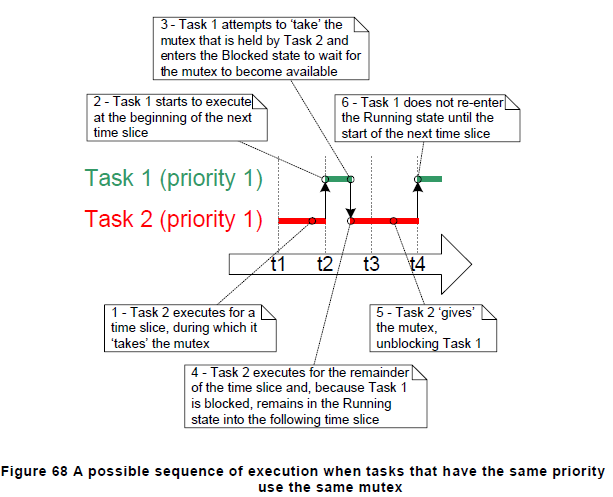 3 - Task 1 attempts to 'take' the
mutex that is held by Task 2 and
enters the Blocked state to wait for
the mutex to become available
2 - Task 1 starts to execute
at the beginning of the next
time slice
6 - Task 1 does not re-enter
the Running state until the
start of the next time slice
Task 1 (priority 1)
Task 2 (priority 1)
t1 t2 t3 t4
1 - Task 2 executes for a
time slice, during which it
'takes' the mutex
5 - Task 2 'gives'
the mutex,
unblocking Task 1
4 - Task 2 executes for the remainder
of the time slice and, because Task 1
is blocked, remains in the Running
state into the following time slice
Figure 68 A possible sequence of execution when tasks that have the same priority
use the same mutex